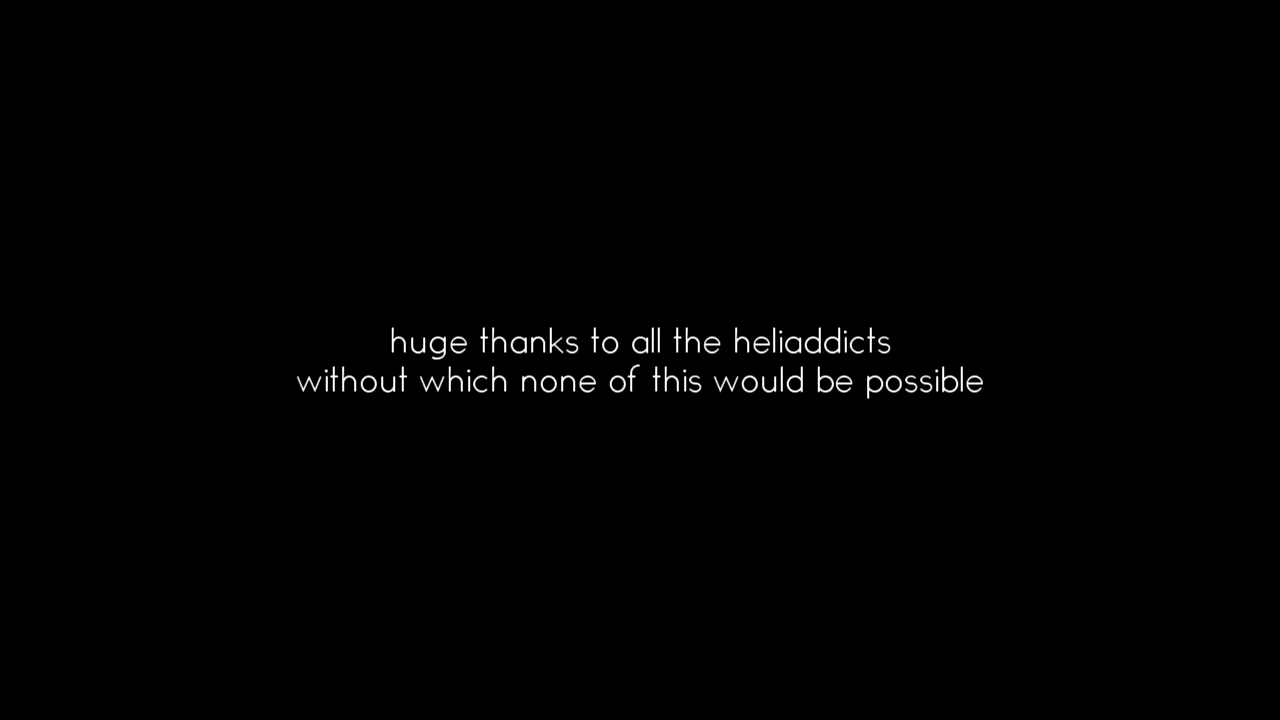 huge thanks to all the heliaddicts
without which none of this would be possible